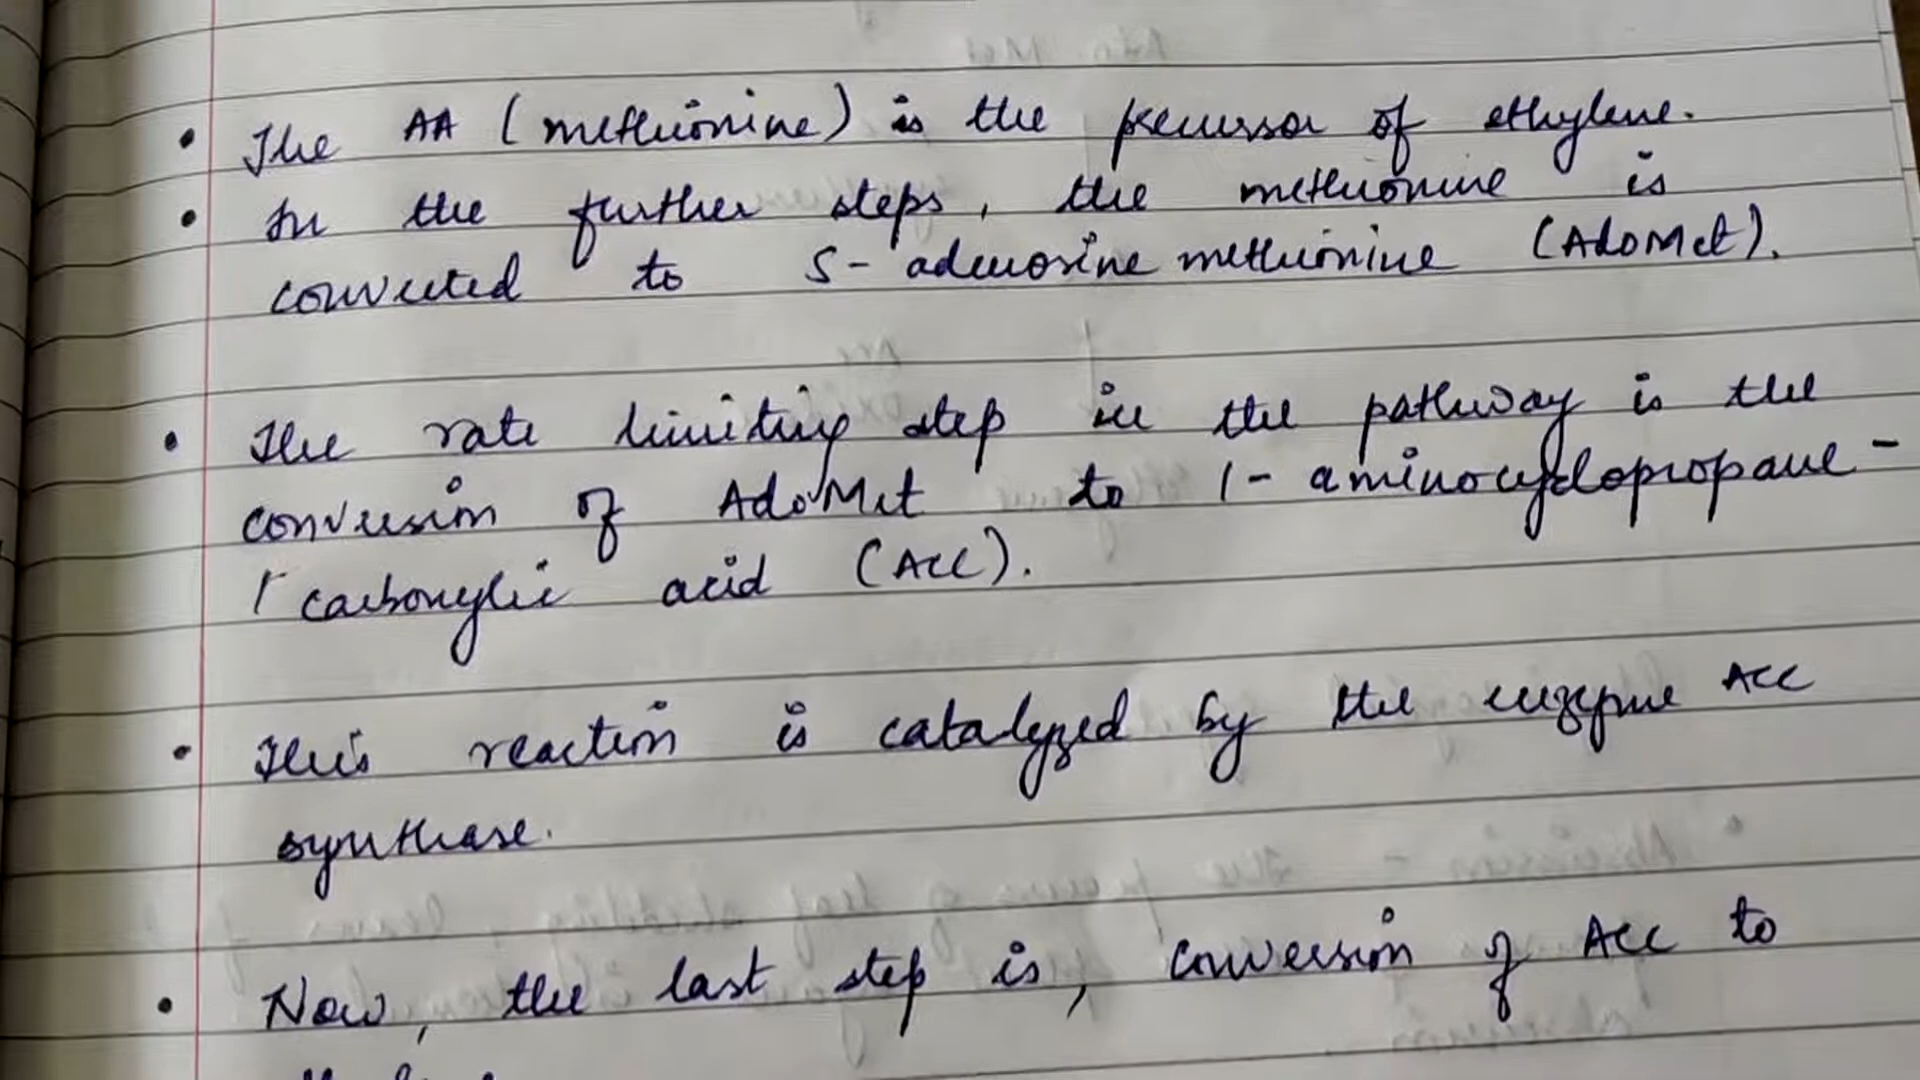 • The AA (methionine) is the precursor of ethylene.
• In the further steps, the methionine is
converted to S-adenosine methionine (AdoMet).
• The rate limiting step in the pathway is the
conversion of AdoMet to 1-aminocyclopropane-
1 carboxylic acid (ACC).
• This reaction is catalyzed by the enzyme ACC
synthase.
• Now, the last step is, conversion of ACC to